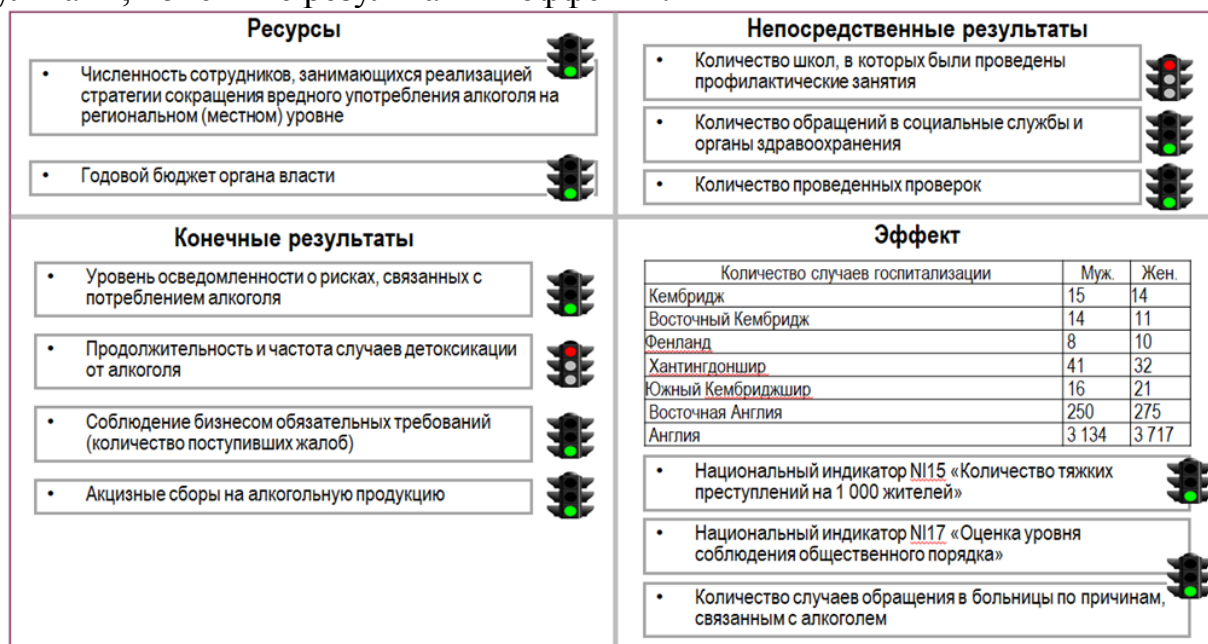 Ресурсы
• Численность сотрудников, занимающихся реализацией
стратегии сокращения вредного употребления алкоголя на
региональном (местном) уровне
• Годовой бюджет органа власти
Непосредственные результаты
• Количество школ, в которых были проведены
профилактические занятия
• Количество обращений в социальные службы и
органы здравоохранения
• Количество проведенных проверок
Конечные результаты
• Уровень осведомленности о рисках, связанных с
потреблением алкоголя
• Продолжительность и частота случаев детоксикации
от алкоголя
• Соблюдение бизнесом обязательных требований
(количество поступивших жалоб)
• Акцизные сборы на алкогольную продукцию
Эффект
Количество случаев госпитализации Муж. Жен.
Кембридж 15 14
Восточный Кембридж 14 11
Фенланд 8 10
Хантингдоншир 41 32
Южный Кембриджшир 16 21
Восточная Англия 250 275
Англия 3 134 3 717
• Национальный индикатор NI15 «Количество тяжких
преступлений на 1 000 жителей»
• Национальный индикатор NI17 «Оценка уровня
соблюдения общественного порядка»
• Количество случаев обращения в больницы по причинам,
связанным с алкоголем